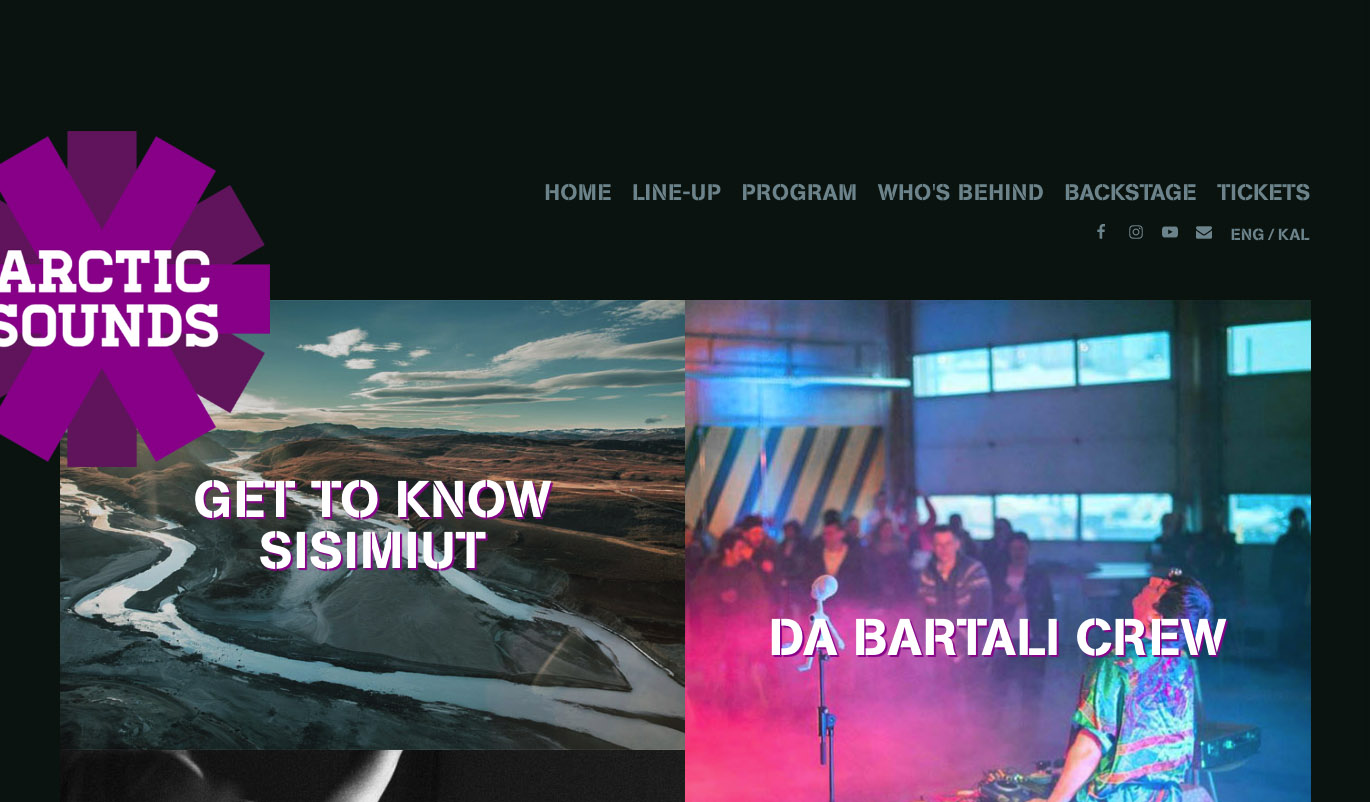 HOME LINE-UP PROGRAM WHO'S BEHIND BACKSTAGE TICKETS
ENG / KAL
ARCTIC
SOUNDS
GET TO KNOW
SISIMIUT
DA BARTALI CREW